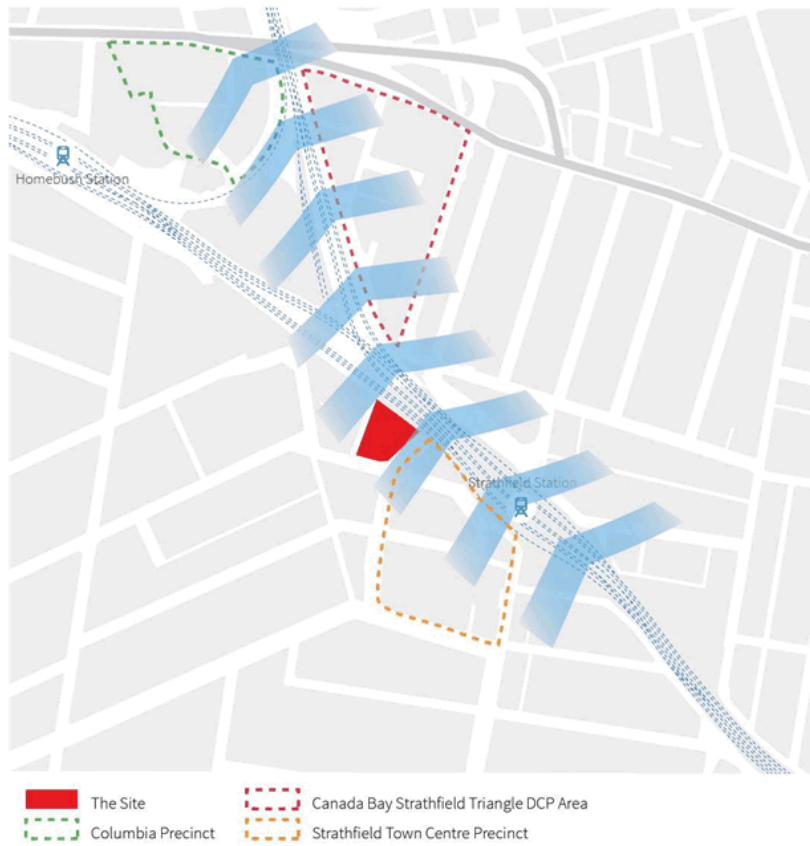 Homebush Station
Strathfield Station
The Site
Canada Bay Strathfield Triangle DCP Area
Columbia Precinct
Strathfield Town Centre Precinct